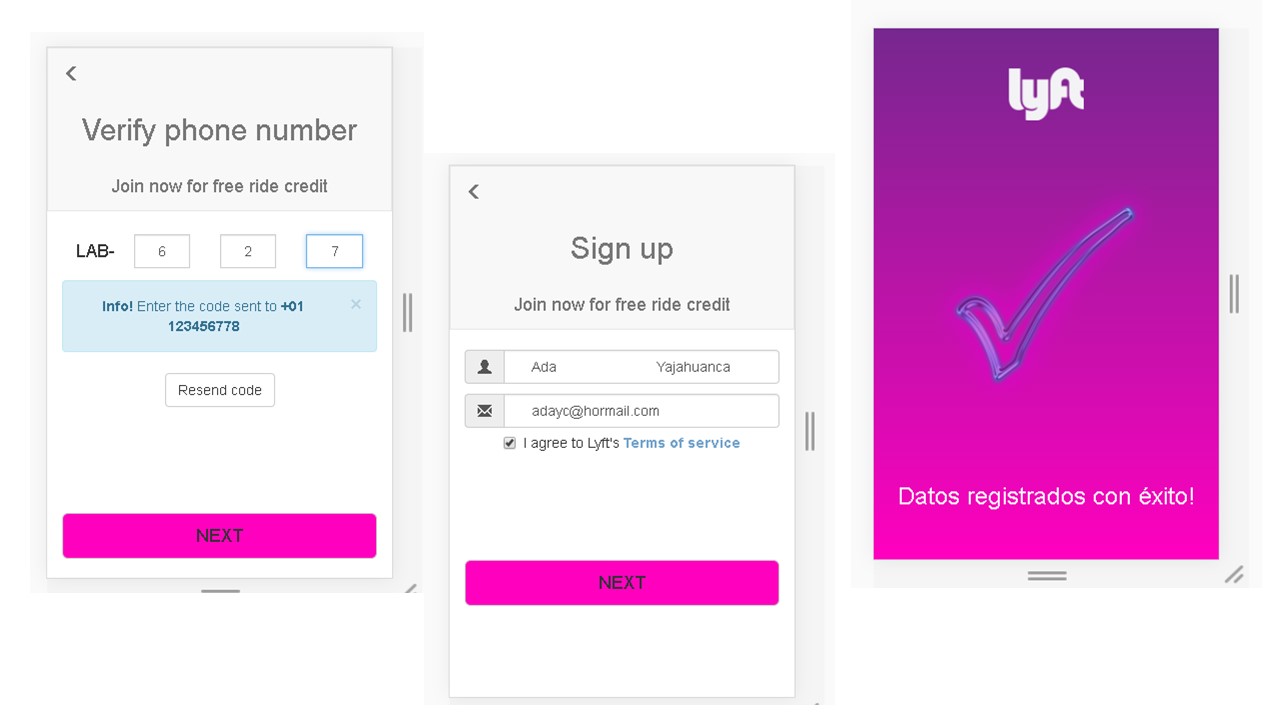 Verify phone number
Join now for free ride credit
LAB- 6 2 7
Info! Enter the code sent to +01 ×
123456778
Resend code
NEXT
Sign up
Join now for free ride credit
Ada Yajahuanca
adayc@hormail.com
I agree to Lyft's Terms of service
NEXT
lyft
Datos registrados con éxito!